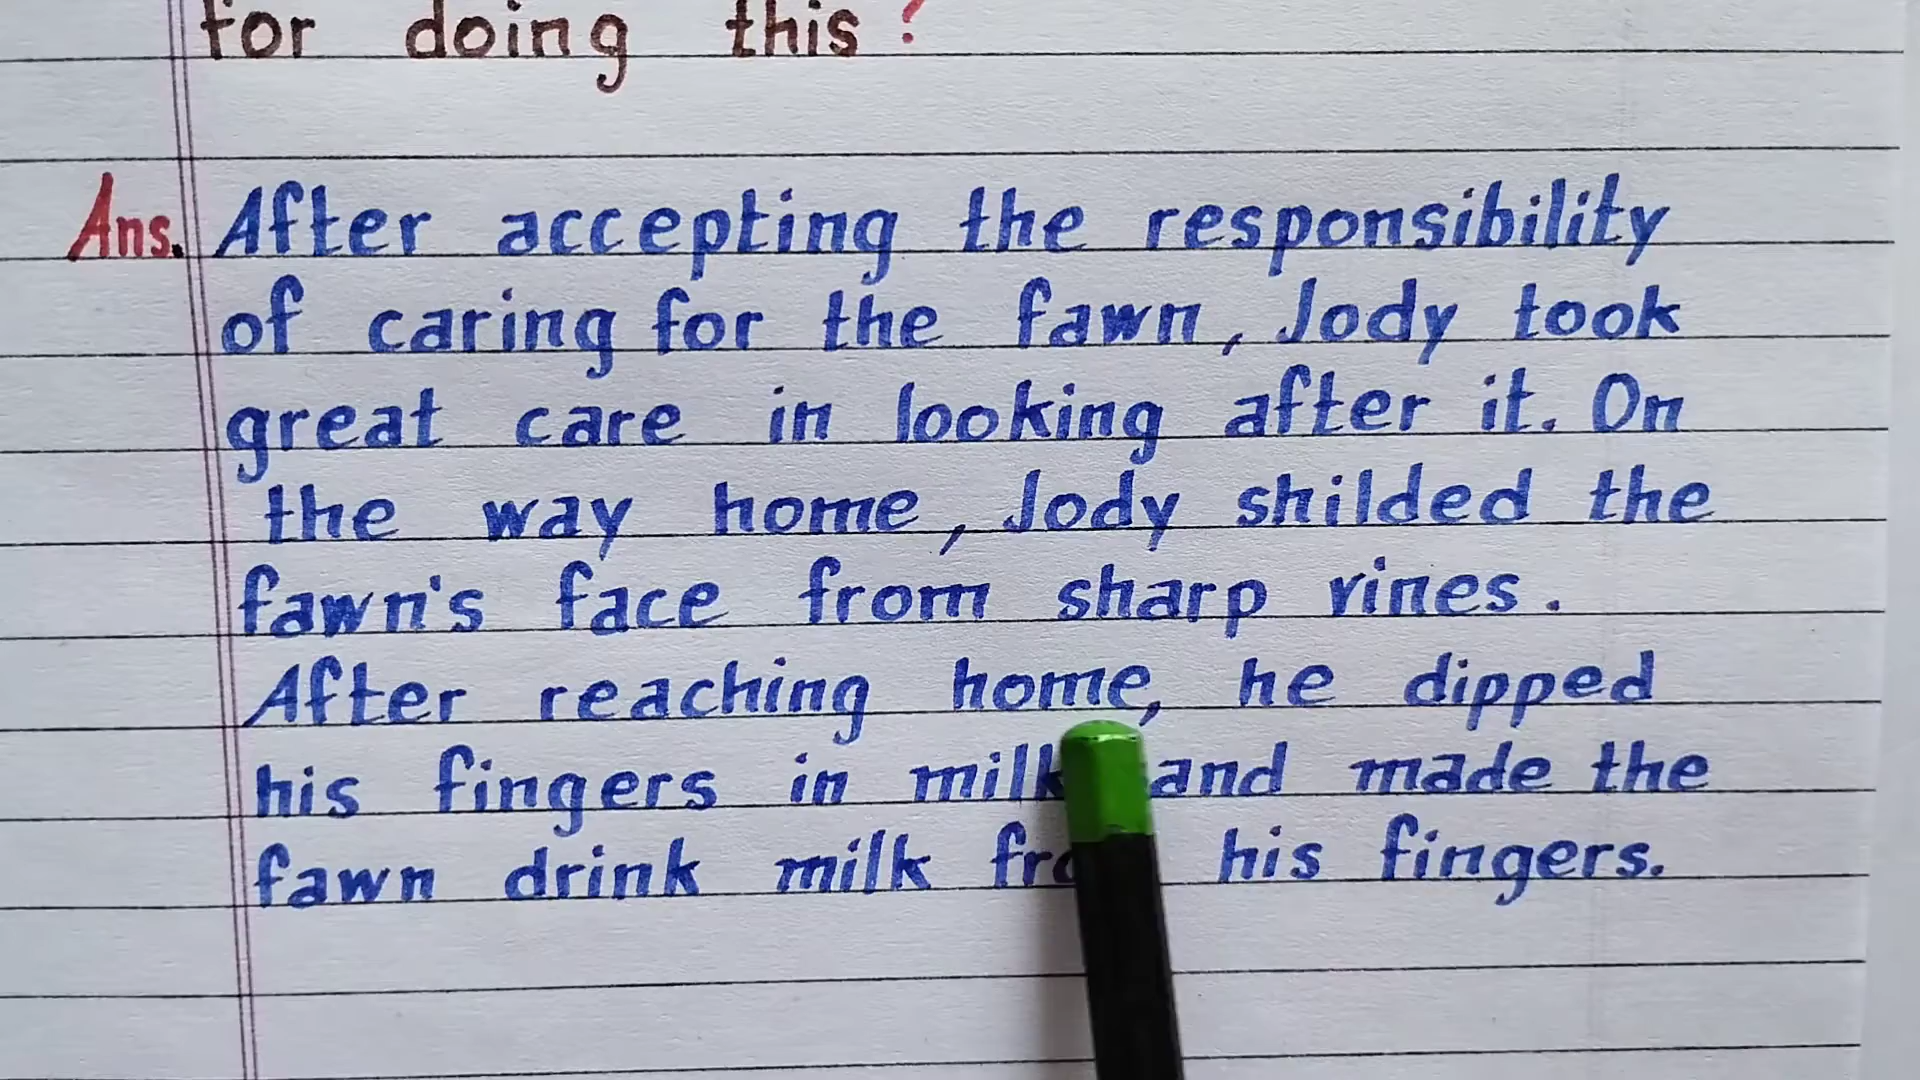 for doing this?
Ans. After accepting the responsibility
of caring for the fawn, Jody took
great care in looking after it. On
the way home, Jody shilded the
fawn's face from sharp vines.
After reaching home, he dipped
his fingers in milk and made the
fawn drink milk from his fingers.